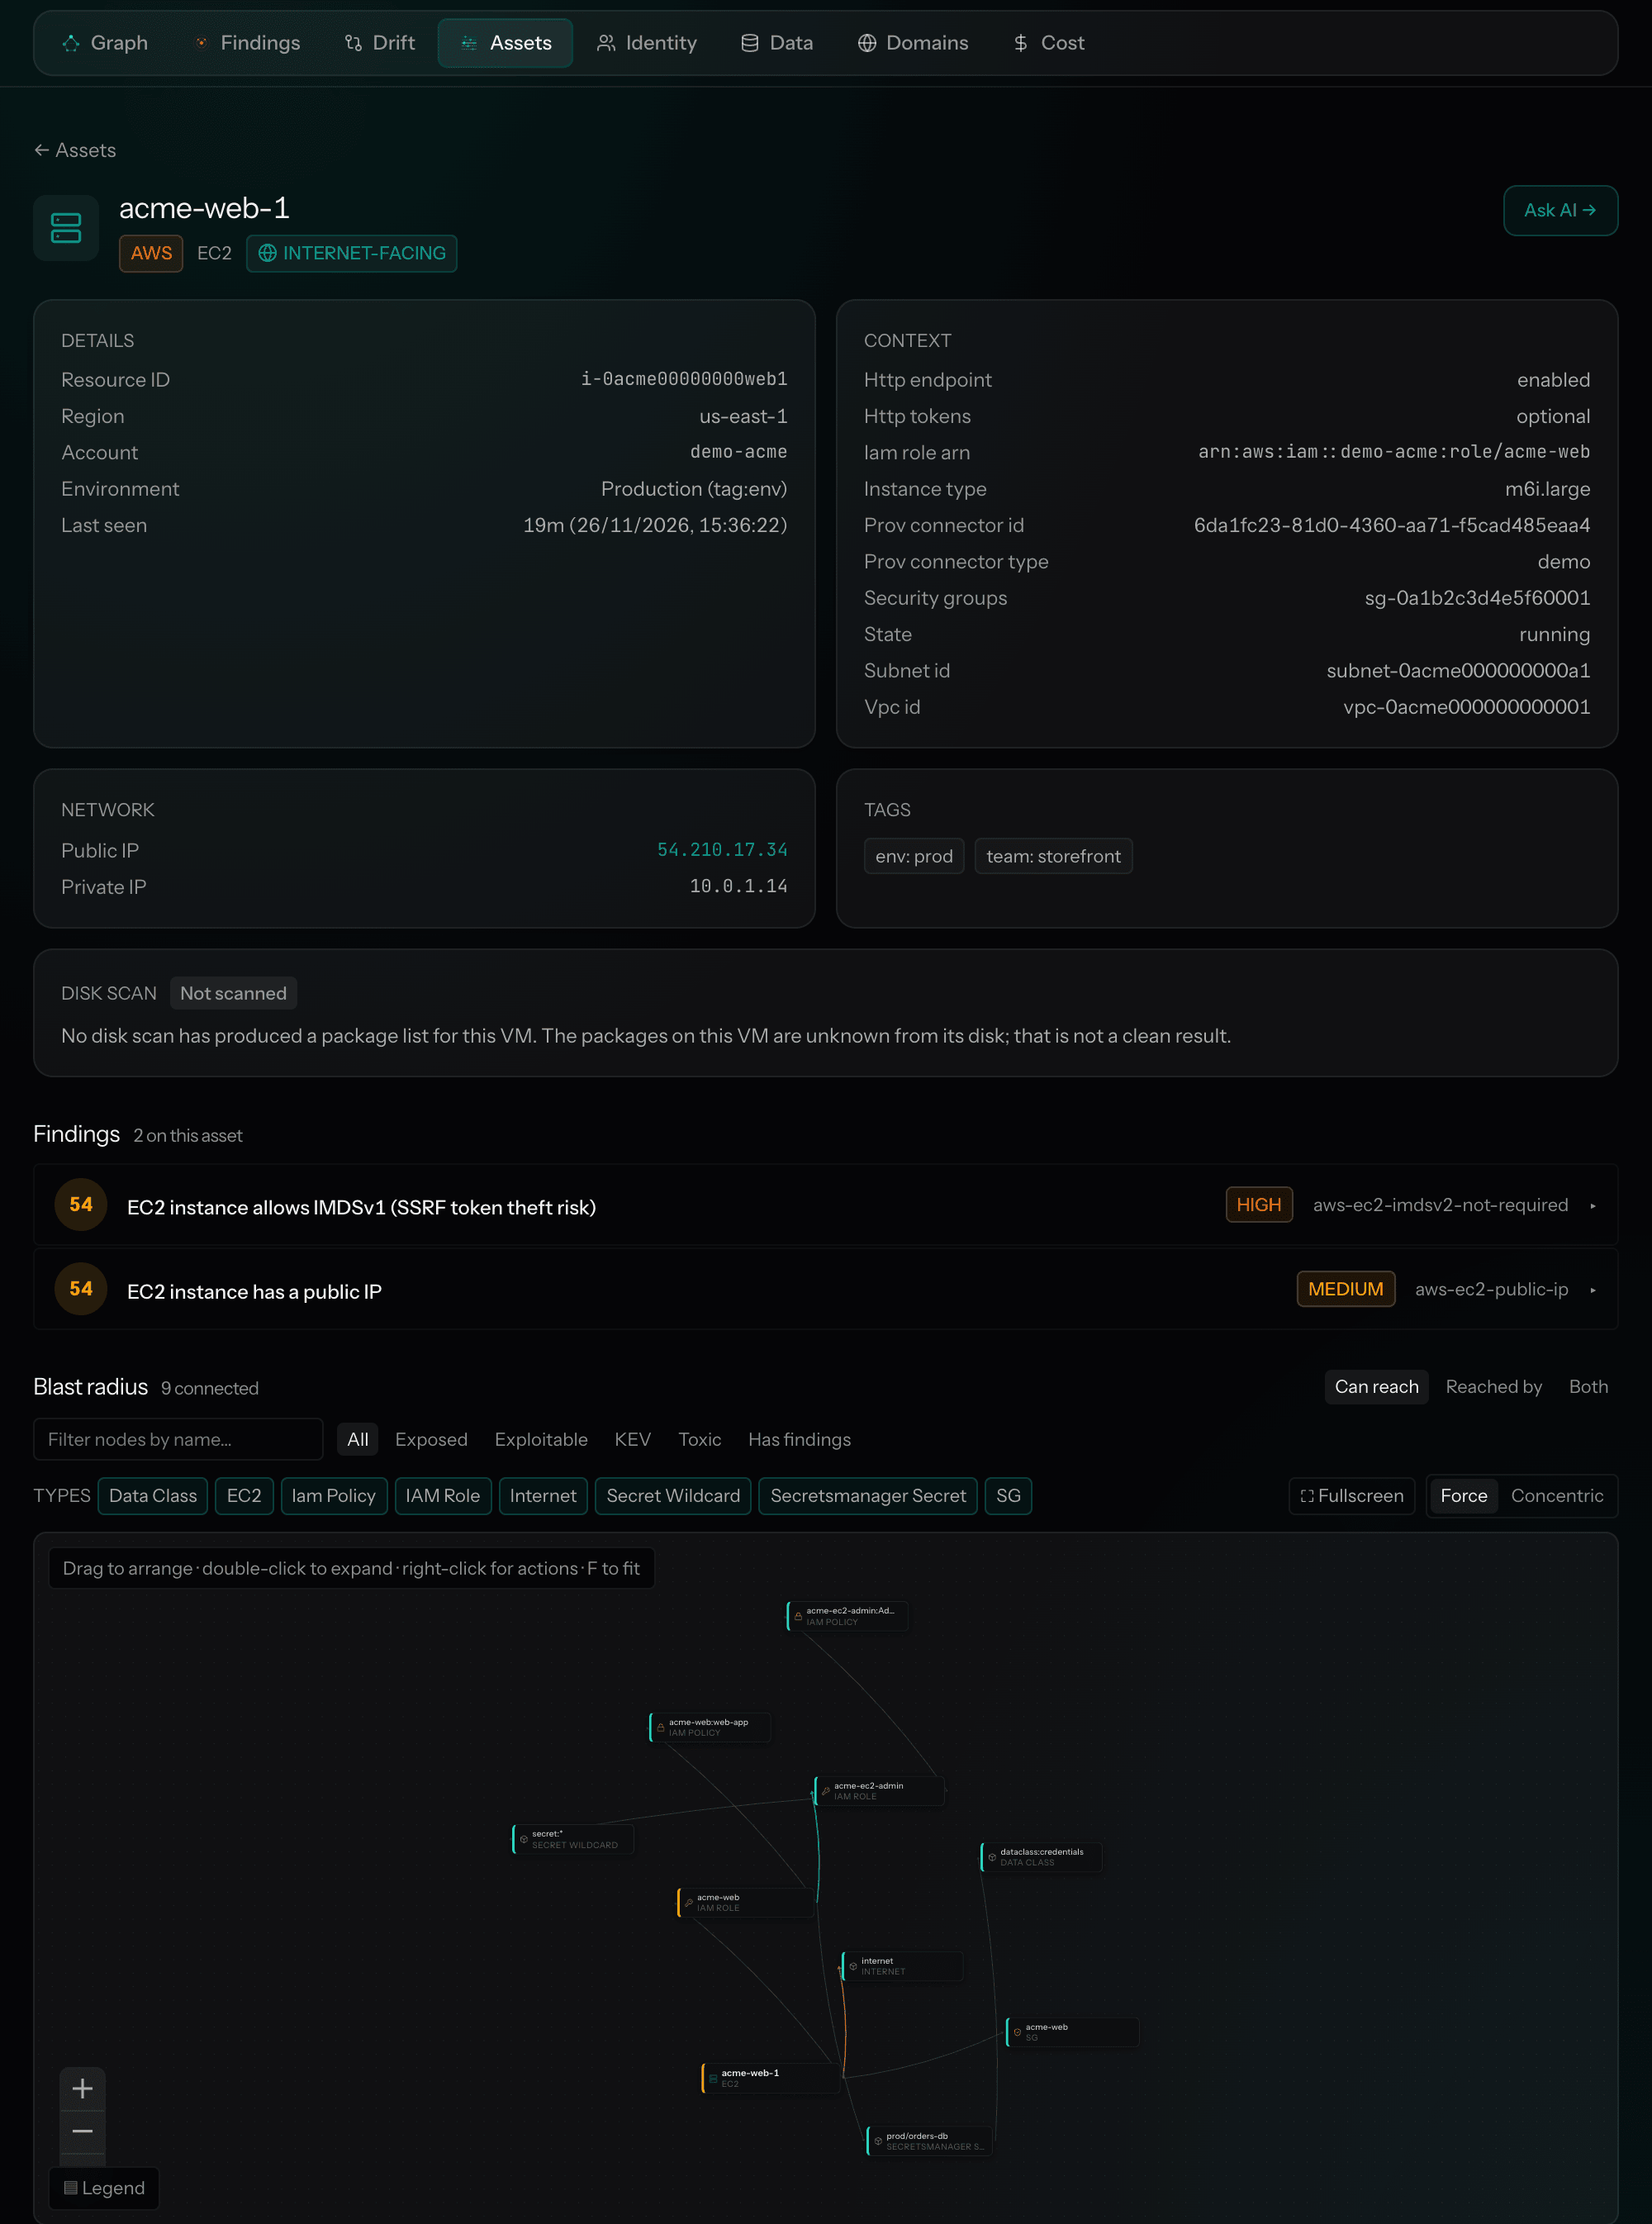 Graph Findings Drift Assets Identity Data Domains Cost
← Assets
acme-web-1
Ask AI →
AWS EC2 INTERNET-FACING
DETAILS
Resource ID i-0acme00000000web1
Region us-east-1
Account demo-acme
Environment Production (tag:env)
Last seen 19m (26/11/2026, 15:36:22)
CONTEXT
Http endpoint enabled
Http tokens optional
Iam role arn arn:aws:iam::demo-acme:role/acme-web
Instance type m6i.large
Prov connector id 6da1fc23-81d0-4360-aa71-f5cad485eaa4
Prov connector type demo
Security groups sg-0a1b2c3d4e5f60001
State running
Subnet id subnet-0acme000000000a1
Vpc id vpc-0acme000000000001
NETWORK
Public IP 54.210.17.34
Private IP 10.0.1.14
TAGS
env: prod team: storefront
DISK SCAN Not scanned
No disk scan has produced a package list for this VM. The packages on this VM are unknown from its disk; that is not a clean result.
Findings 2 on this asset
54 EC2 instance allows IMDSv1 (SSRF token theft risk) HIGH aws-ec2-imdsv2-not-required ▸
54 EC2 instance has a public IP MEDIUM aws-ec2-public-ip ▸
Blast radius 9 connected Can reach Reached by Both
Filter nodes by name... All Exposed Exploitable KEV Toxic Has findings
TYPES Data Class EC2 Iam Policy IAM Role Internet Secret Wildcard Secretsmanager Secret SG Fullscreen Force Concentric
Drag to arrange · double-click to expand · right-click for actions · F to fit
acme-ec2-admin:Ad...
IAM POLICY
acme-web:web-app
IAM POLICY
acme-ec2-admin
IAM ROLE
secret:*
SECRET WILDCARD
dataclass:credentials
DATA CLASS
acme-web
IAM ROLE
internet
INTERNET
acme-web
SG
acme-web-1
EC2
prod/orders-db
SECRETSMANAGER S...
+
−
Legend